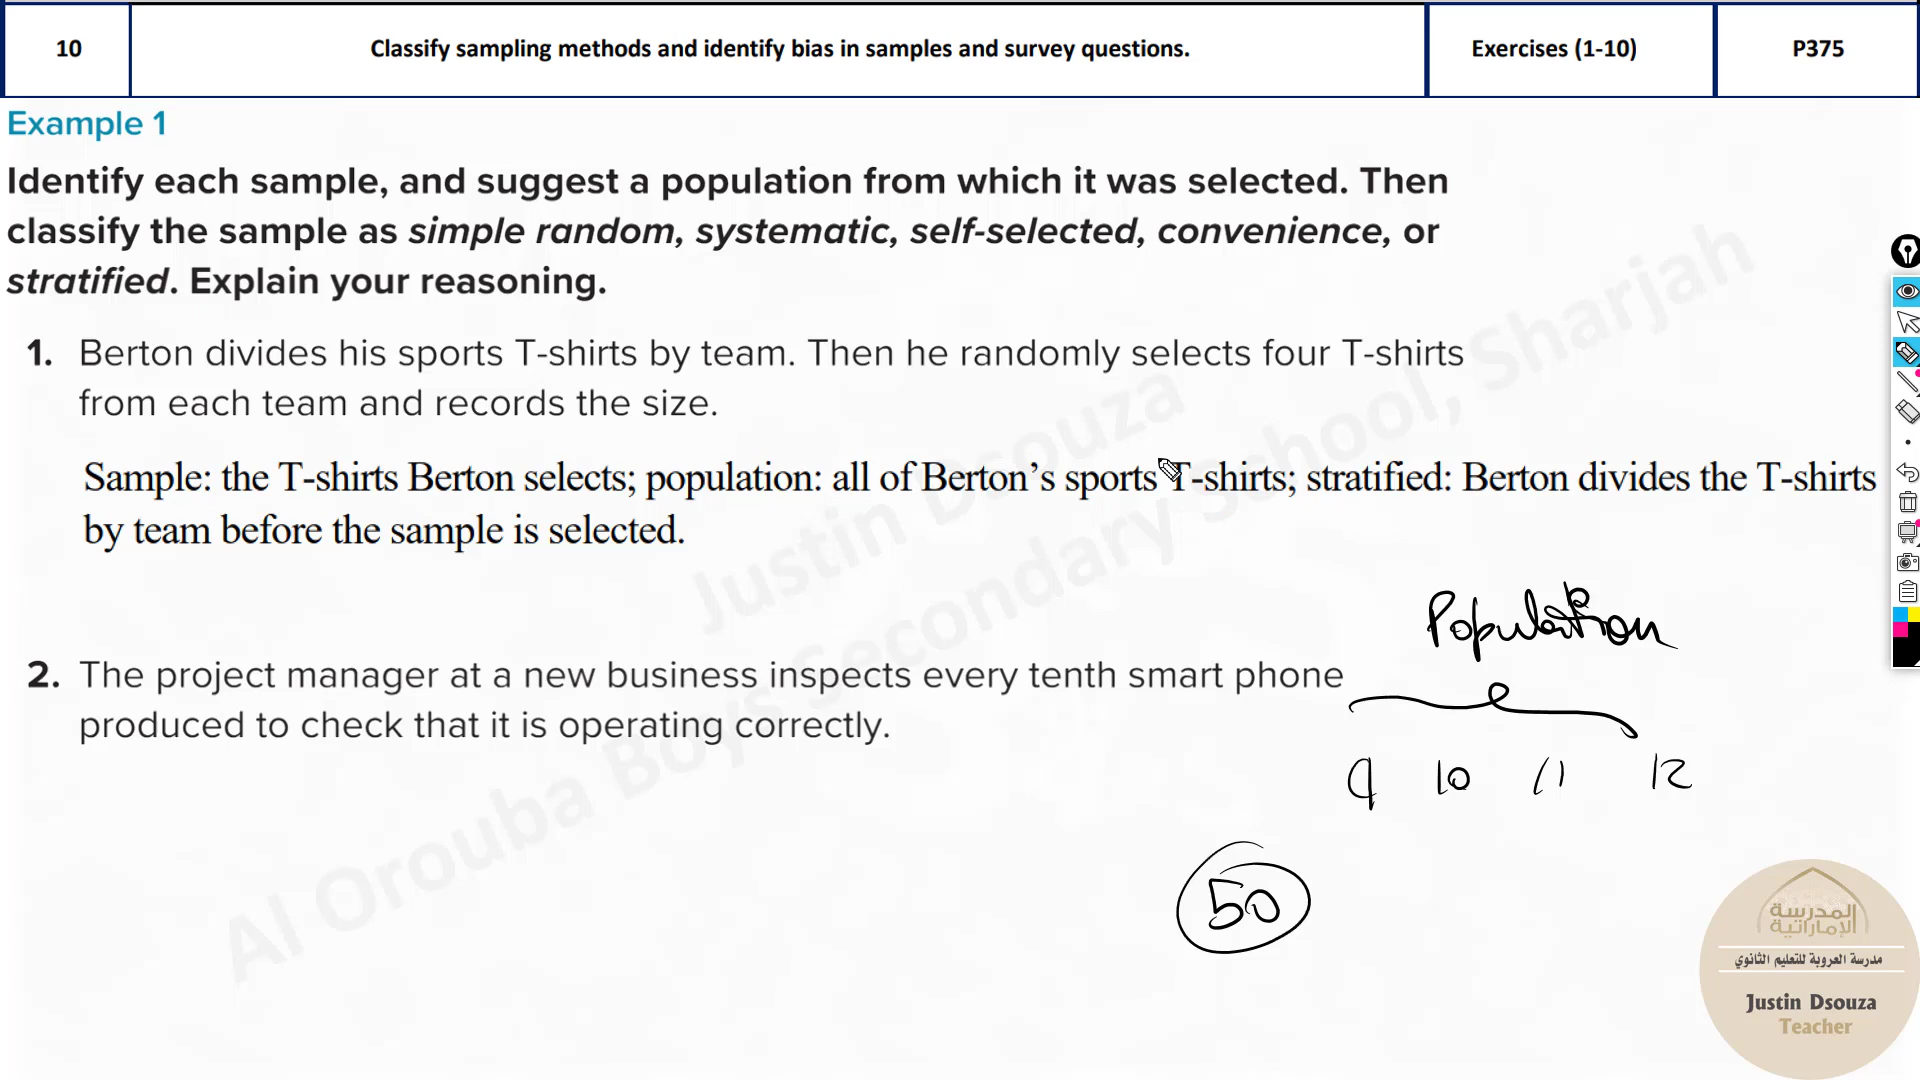 10 Classify sampling methods and identify bias in samples and survey questions. Exercises (1-10) P375
Example 1
Identify each sample, and suggest a population from which it was selected. Then
classify the sample as simple random, systematic, self-selected, convenience, or
stratified. Explain your reasoning.
1. Berton divides his sports T-shirts by team. Then he randomly selects four T-shirts
from each team and records the size.
Sample: the T-shirts Berton selects; population: all of Berton’s sports T-shirts; stratified: Berton divides the T-shirts
by team before the sample is selected.
Population
2. The project manager at a new business inspects every tenth smart phone
produced to check that it is operating correctly.
9 10 11 12
50
Justin Dsouza
Al Orouba Boys Secondary School, Sharjah
المدرسة
الإماراتية
مدرسة العروبة للتعليم الثانوي
Justin Dsouza
Teacher